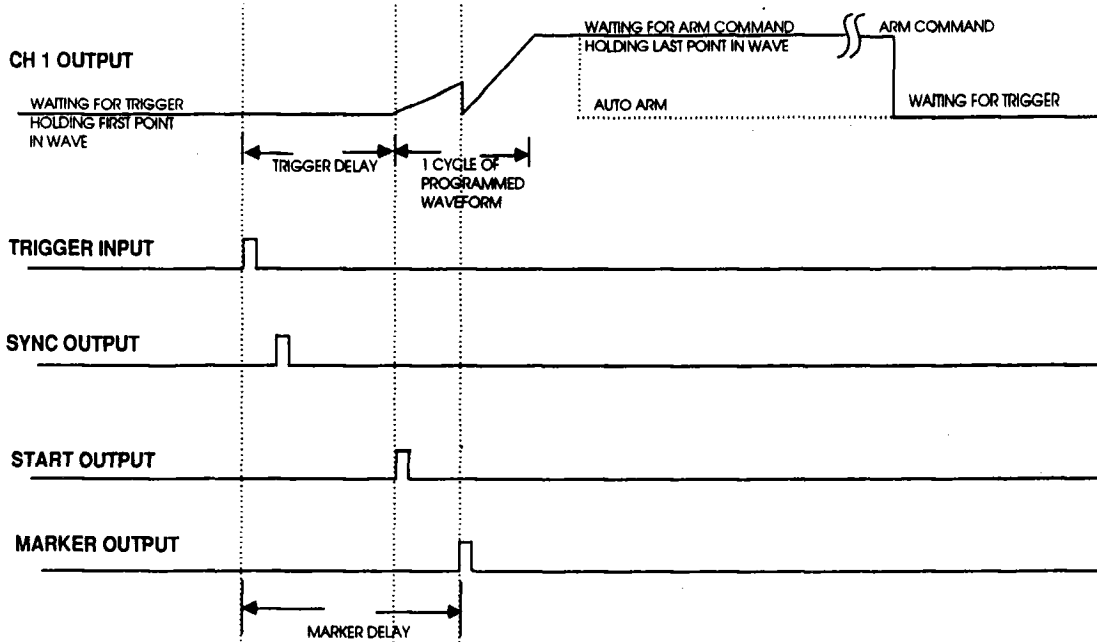 WAITING FOR ARM COMMAND
HOLDING LAST POINT IN WAVE
ARM COMMAND
CH 1 OUTPUT
WAITING FOR TRIGGER
HOLDING FIRST POINT
IN WAVE
AUTO ARM
WAITING FOR TRIGGER
TRIGGER DELAY
1 CYCLE OF
PROGRAMMED
WAVEFORM
TRIGGER INPUT
SYNC OUTPUT
START OUTPUT
MARKER OUTPUT
MARKER DELAY